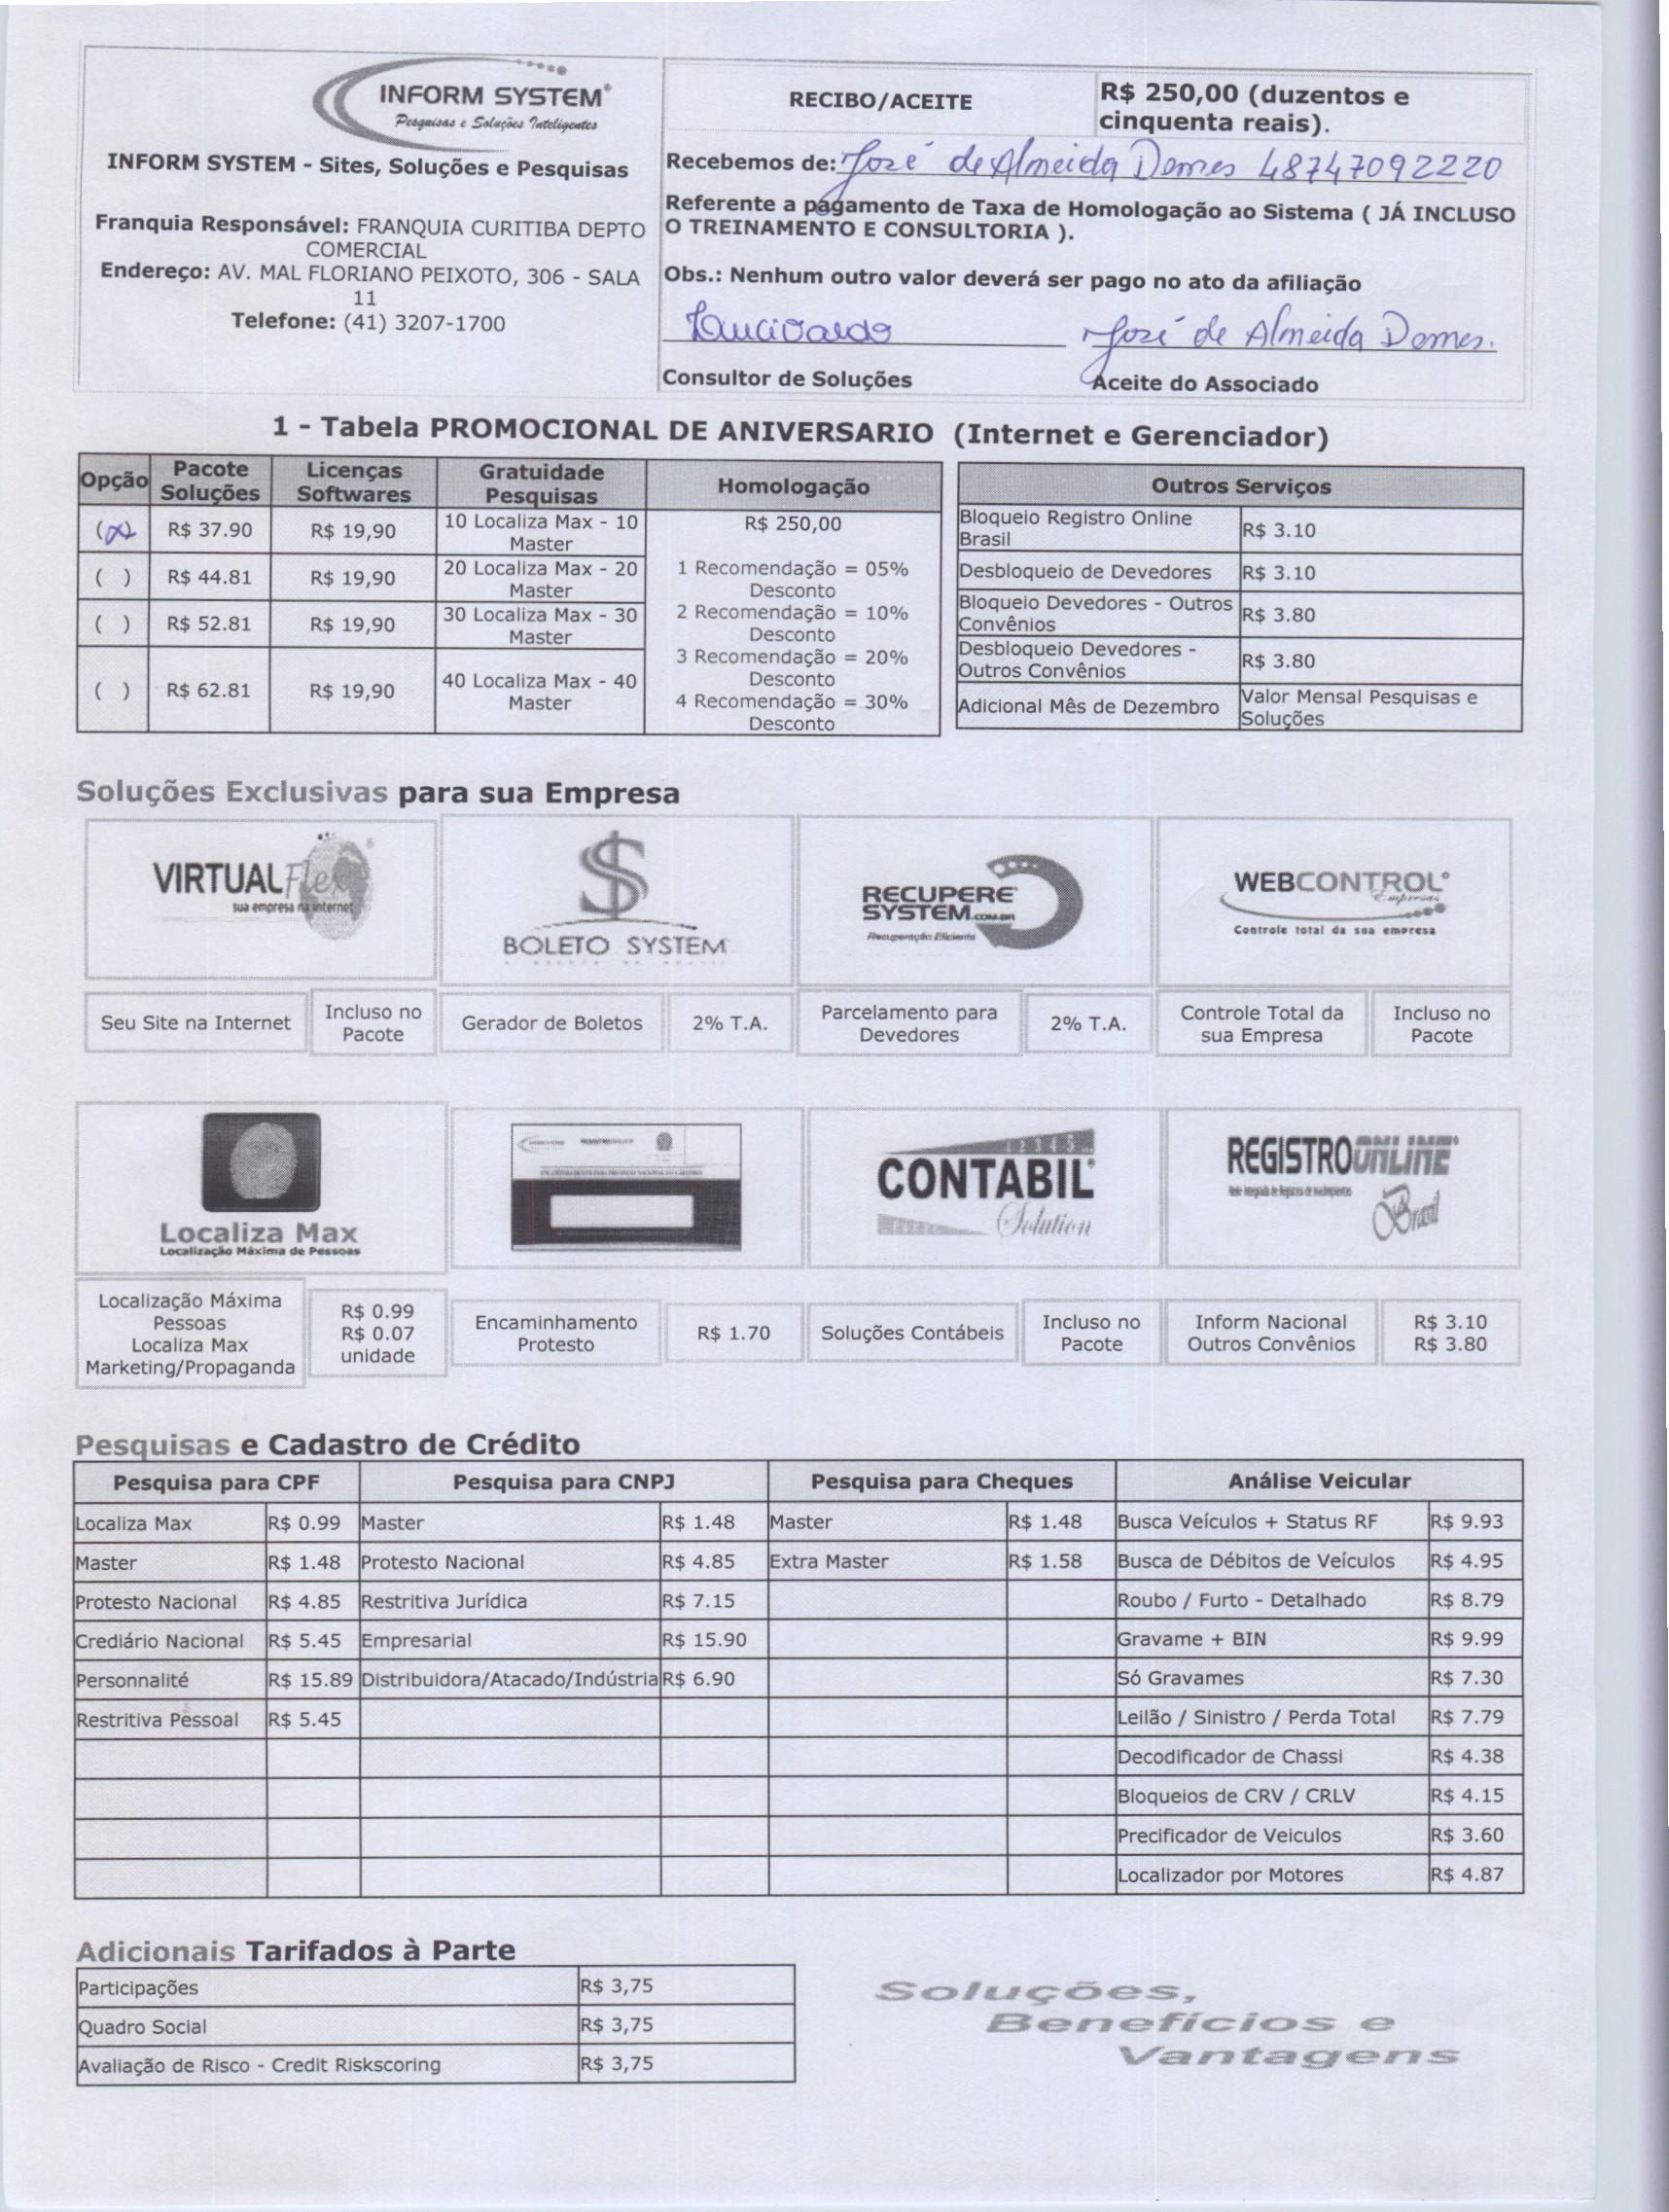 INFORM SYSTEM®
Pesquisas e Soluções Inteligentes
INFORM SYSTEM - Sites, Soluções e Pesquisas
Franquia Responsável: FRANQUIA CURITIBA DEPTO
COMERCIAL
Endereço: AV. MAL FLORIANO PEIXOTO, 306 - SALA
11
Telefone: (41) 3207-1700
RECIBO/ACEITE
R$ 250,00 (duzentos e
cinquenta reais).
Recebemos de: José de Almeida Demes 48747092220
Referente a pagamento de Taxa de Homologação ao Sistema ( JÁ INCLUSO
O TREINAMENTO E CONSULTORIA ).
Obs.: Nenhum outro valor deverá ser pago no ato da afiliação
José de Almeida Demes.
Consultor de Soluções Aceite do Associado
1 - Tabela PROMOCIONAL DE ANIVERSARIO (Internet e Gerenciador)
Opção Pacote Soluções Licenças Softwares Gratuidade Pesquisas Homologação
(x) R$ 37.90 R$ 19,90 10 Localiza Max - 10 Master
( ) R$ 44.81 R$ 19,90 20 Localiza Max - 20 Master
( ) R$ 52.81 R$ 19,90 30 Localiza Max - 30 Master
( ) R$ 62.81 R$ 19,90 40 Localiza Max - 40 Master
R$ 250,00
1 Recomendação = 05%
Desconto
2 Recomendação = 10%
Desconto
3 Recomendação = 20%
Desconto
4 Recomendação = 30%
Desconto
Outros Serviços
Bloqueio Registro Online Brasil R$ 3.10
Desbloqueio de Devedores R$ 3.10
Bloqueio Devedores - Outros Convênios R$ 3.80
Desbloqueio Devedores - Outros Convênios R$ 3.80
Adicional Mês de Dezembro Valor Mensal Pesquisas e Soluções
Soluções Exclusivas para sua Empresa
VIRTUALFlex®
sua empresa na internet
BOLETO SYSTEM
RECUPERE
SYSTEM.COM.BR
Recuperação Eficiente
WEBCONTROL®
Empresas
Controle total da sua empresa
Seu Site na Internet Incluso no Pacote
Gerador de Boletos 2% T.A.
Parcelamento para Devedores 2% T.A.
Controle Total da sua Empresa Incluso no Pacote
Localiza Max
Localização Máxima de Pessoas
1 2 3 4 5
CONTABIL®
Solution
REGISTROONLINE®
Rede Integrada de Registros de Inadimplentes
Brasil
Localização Máxima
Pessoas
Localiza Max
Marketing/Propaganda
R$ 0.99
R$ 0.07
unidade
Encaminhamento Protesto R$ 1.70
Soluções Contábeis Incluso no Pacote
Inform Nacional R$ 3.10
Outros Convênios R$ 3.80
Pesquisas e Cadastro de Crédito
Pesquisa para CPF Pesquisa para CNPJ Pesquisa para Cheques Análise Veicular
Localiza Max R$ 0.99 Master R$ 1.48 Master R$ 1.48 Busca Veículos + Status RF R$ 9.93
Master R$ 1.48 Protesto Nacional R$ 4.85 Extra Master R$ 1.58 Busca de Débitos de Veículos R$ 4.95
Protesto Nacional R$ 4.85 Restritiva Jurídica R$ 7.15 Roubo / Furto - Detalhado R$ 8.79
Crediário Nacional R$ 5.45 Empresarial R$ 15.90 Gravame + BIN R$ 9.99
Personnalité R$ 15.89 Distribuidora/Atacado/Indústria R$ 6.90 Só Gravames R$ 7.30
Restritiva Pessoal R$ 5.45 Leilão / Sinistro / Perda Total R$ 7.79
Decodificador de Chassi R$ 4.38
Bloqueios de CRV / CRLV R$ 4.15
Precificador de Veiculos R$ 3.60
Localizador por Motores R$ 4.87
Adicionais Tarifados à Parte
Participações R$ 3,75
Quadro Social R$ 3,75
Avaliação de Risco - Credit Riskscoring R$ 3,75
Soluções,
Benefícios e
Vantagens